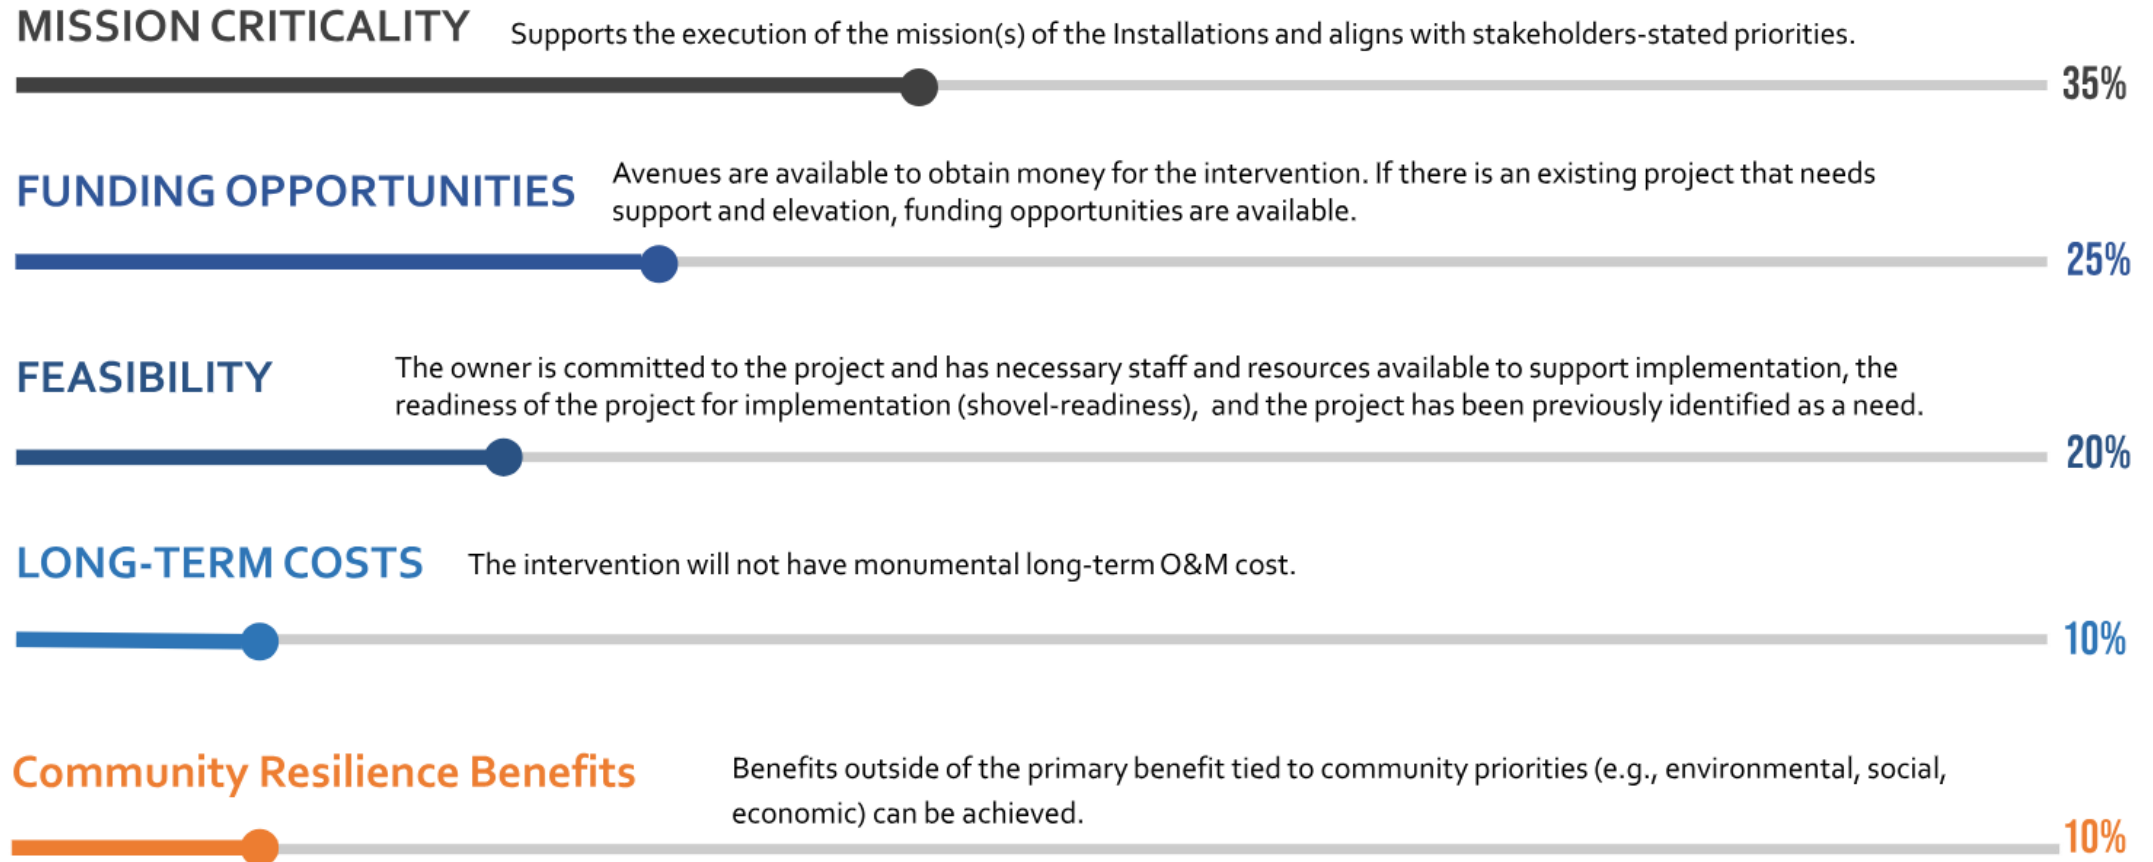 MISSION CRITICALITY Supports the execution of the mission(s) of the Installations and aligns with stakeholders-stated priorities.
35%
FUNDING OPPORTUNITIES Avenues are available to obtain money for the intervention. If there is an existing project that needs
support and elevation, funding opportunities are available.
25%
FEASIBILITY The owner is committed to the project and has necessary staff and resources available to support implementation, the
readiness of the project for implementation (shovel-readiness), and the project has been previously identified as a need.
20%
LONG-TERM COSTS The intervention will not have monumental long-term O&M cost.
10%
Community Resilience Benefits Benefits outside of the primary benefit tied to community priorities (e.g., environmental, social,
economic) can be achieved.
10%